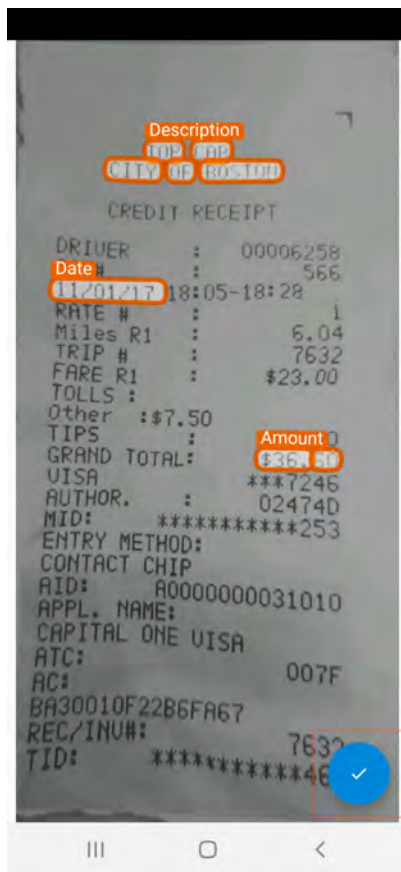 Description
TOP CAB
CITY OF BOSTON
CREDIT RECEIPT
DRIVER : 00006258
Date # : 566
11/01/17 18:05-18:28
RATE # : 1
Miles R1 : 6.04
TRIP # : 7632
FARE R1 : $23.00
TOLLS :
Other :$7.50
TIPS : Amount 0
GRAND TOTAL: $36.60
VISA ***7246
AUTHOR. : 02474D
MID: ***********253
ENTRY METHOD:
CONTACT CHIP
AID: A0000000031010
APPL. NAME:
CAPITAL ONE VISA
ATC: 007F
AC:
BA30010F22B6FA67
REC/INV#: 7632
TID: ***********46